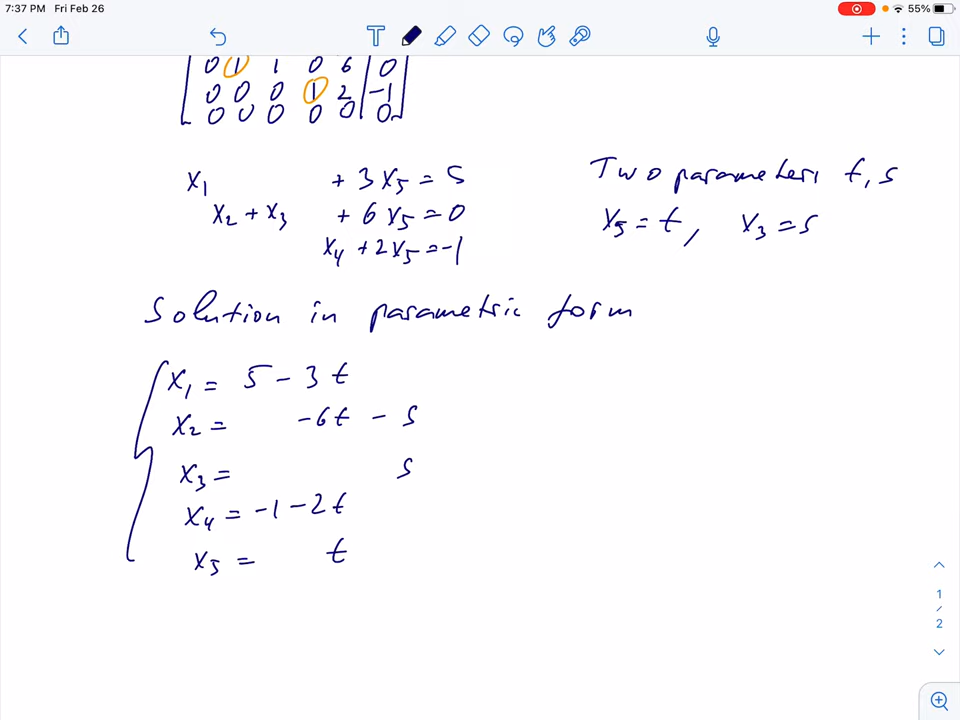 7:37 PM Fri Feb 26 55%
T
0 1 1 0 6 | 0
0 0 0 1 2 | -1
0 0 0 0 0 | 0
x₁ + 3x₅ = 5
x₂ + x₃ + 6x₅ = 0
x₄ + 2x₅ = -1
Two parameters t, s
x₅ = t, x₃ = s
Solution in parametric form
x₁ = 5 - 3t
x₂ = -6t - s
x₃ = s
x₄ = -1 - 2t
x₅ = t
1
/
2